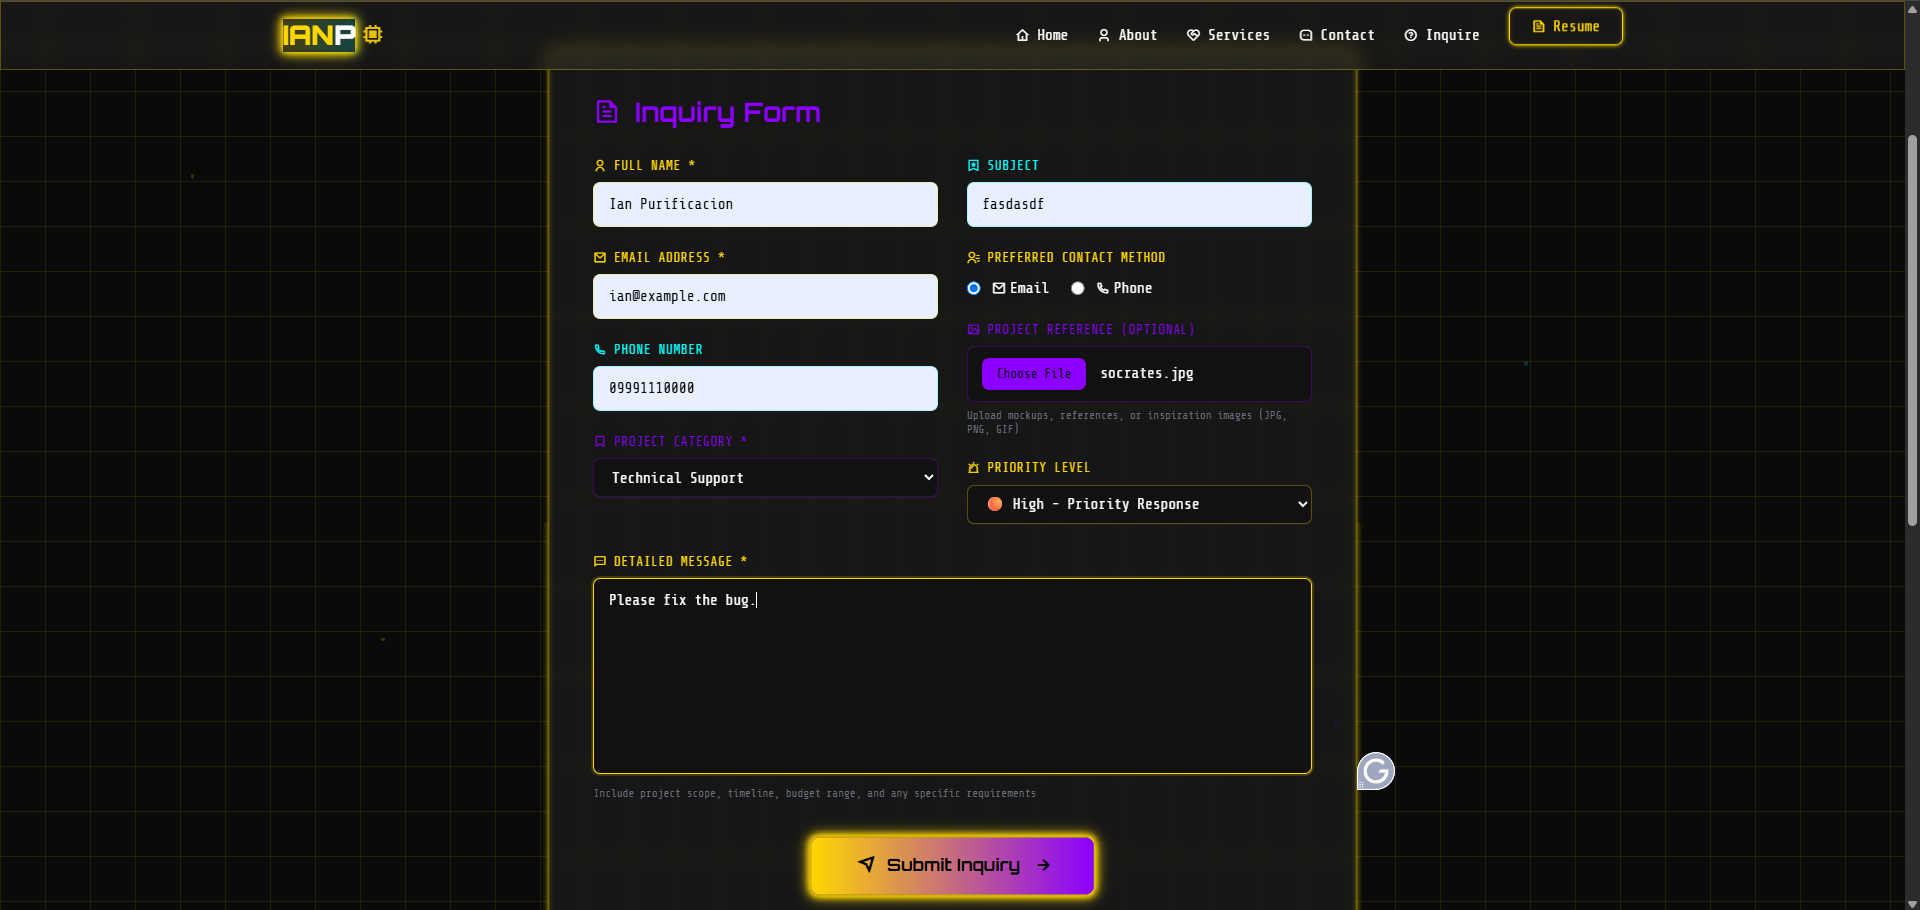 IANP
Home
About
Services
Contact
Inquire
Resume
Inquiry Form
FULL NAME *
Ian Purificacion
EMAIL ADDRESS *
ian@example.com
PHONE NUMBER
09991110000
PROJECT CATEGORY *
Technical Support
SUBJECT
fasdasdf
PREFERRED CONTACT METHOD
Email
Phone
PROJECT REFERENCE (OPTIONAL)
Choose File socrates.jpg
Upload mockups, references, or inspiration images (JPG,
PNG, GIF)
PRIORITY LEVEL
High - Priority Response
DETAILED MESSAGE *
Please fix the bug.
Include project scope, timeline, budget range, and any specific requirements
Submit Inquiry
G